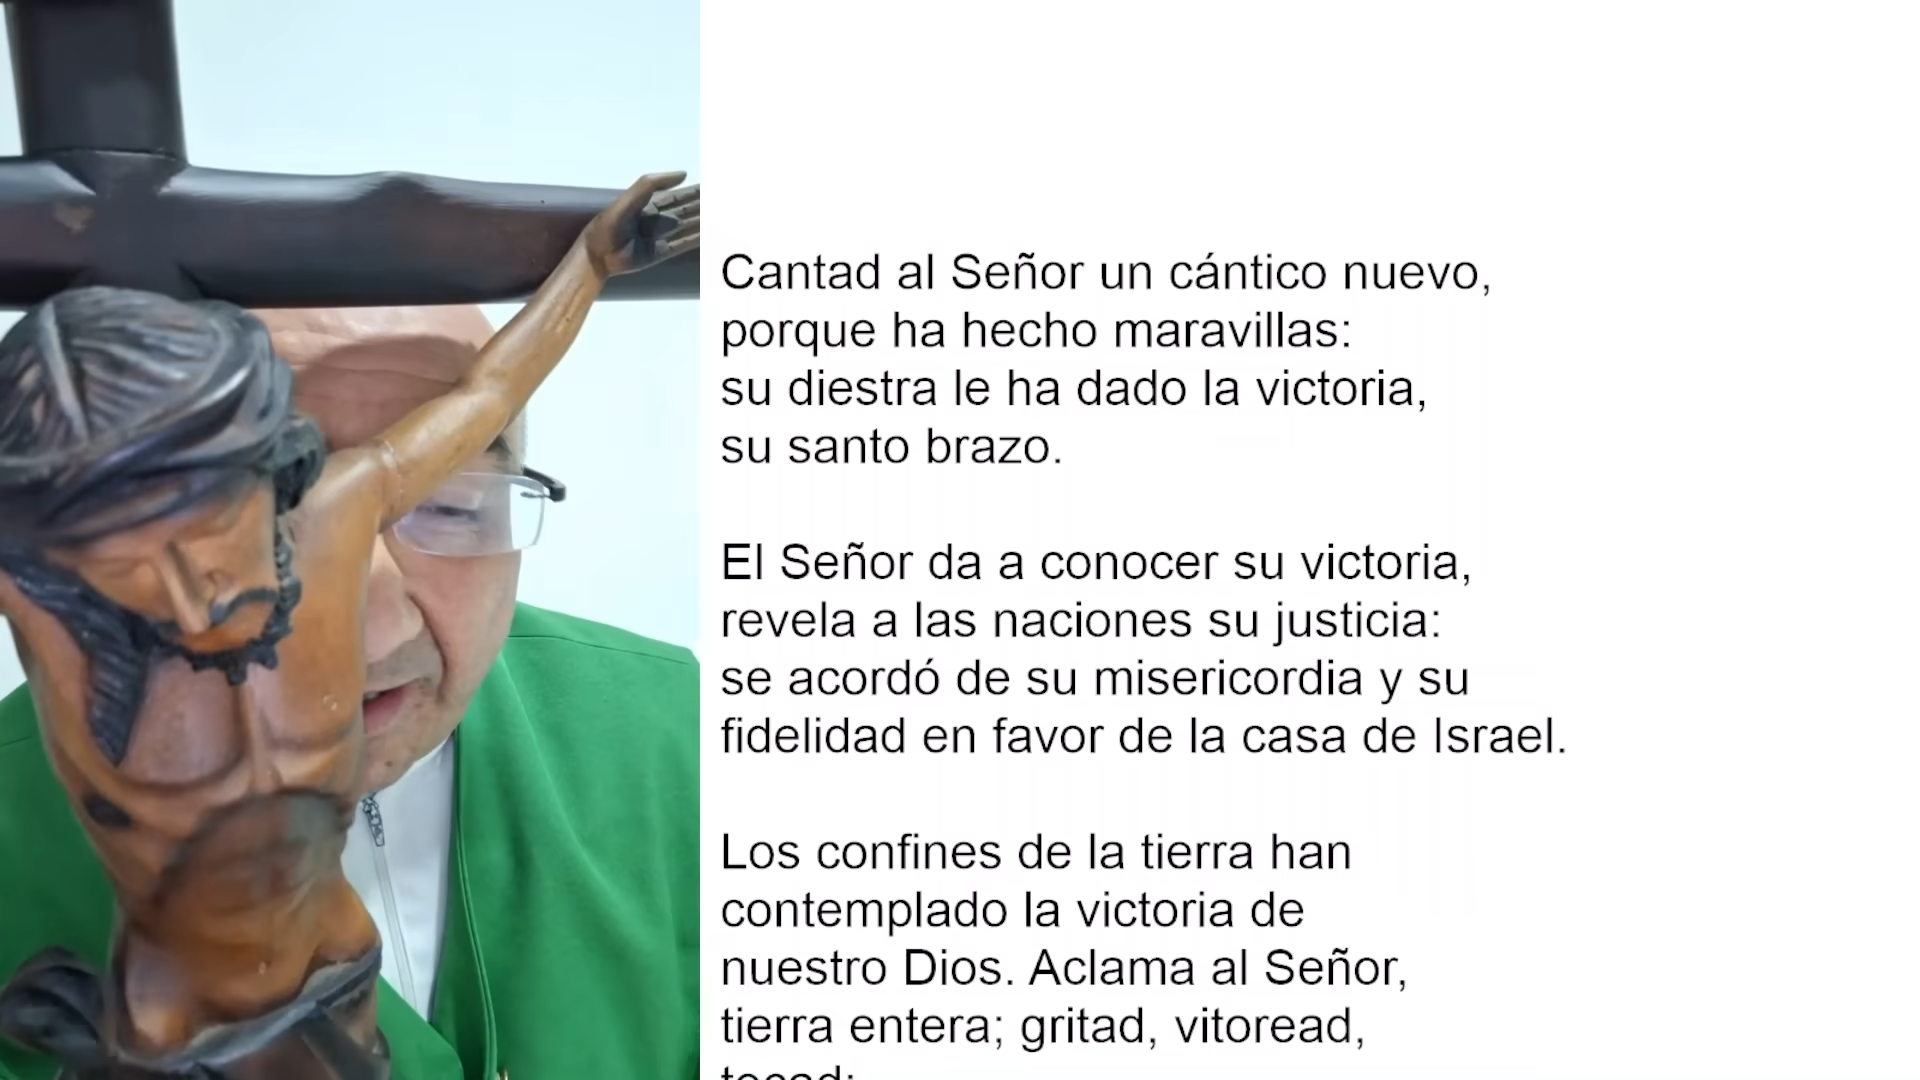 Cantad al Señor un cántico nuevo,
porque ha hecho maravillas:
su diestra le ha dado la victoria,
su santo brazo.
El Señor da a conocer su victoria,
revela a las naciones su justicia:
se acordó de su misericordia y su
fidelidad en favor de la casa de Israel.
Los confines de la tierra han
contemplado la victoria de
nuestro Dios. Aclama al Señor,
tierra entera; gritad, vitoread,
tocad: